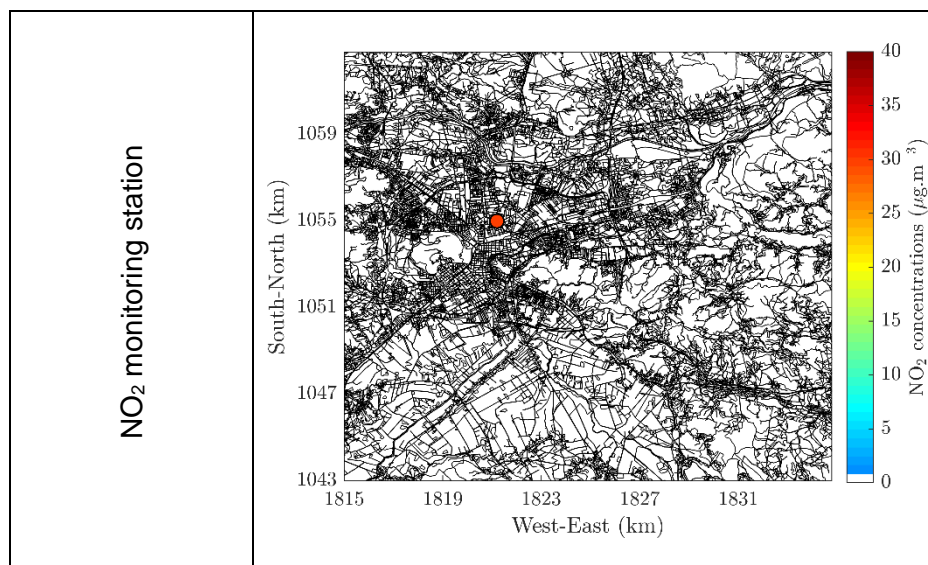 NO₂ monitoring station
1059
1055
1051
1047
1043
South-North (km)
1815 1819 1823 1827 1831
West-East (km)
40
35
30
25
20
15
10
5
0
NO₂ concentrations (μg.m³)